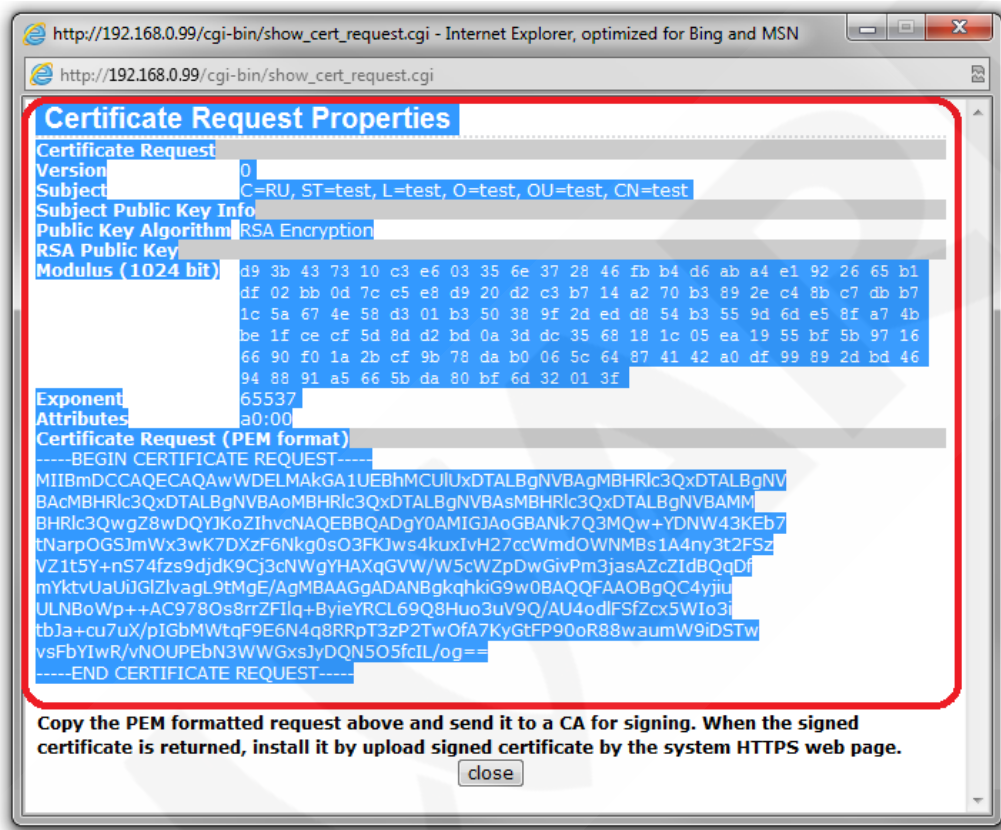 http://192.168.0.99/cgi-bin/show_cert_request.cgi - Internet Explorer, optimized for Bing and MSN
http://192.168.0.99/cgi-bin/show_cert_request.cgi
Certificate Request Properties
Certificate Request
Version 0
Subject C=RU, ST=test, L=test, O=test, OU=test, CN=test
Subject Public Key Info
Public Key Algorithm RSA Encryption
RSA Public Key
Modulus (1024 bit) d9 3b 43 73 10 c3 e6 03 35 6e 37 28 46 fb b4 d6 ab a4 e1 92 26 65 b1
df 02 bb 0d 7c c5 e8 d9 20 d2 c3 b7 14 a2 70 b3 89 2e c4 8b c7 db b7
1c 5a 67 4e 58 d3 01 b3 50 38 9f 2d ed d8 54 b3 55 9d 6d e5 8f a7 4b
be 1f ce cf 5d 8d d2 bd 0a 3d dc 35 68 18 1c 05 ea 19 55 bf 5b 97 16
66 90 f0 1a 2b cf 9b 78 da b0 06 5c 64 87 41 42 a0 df 99 89 2d bd 46
94 88 91 a5 66 5b da 80 bf 6d 32 01 3f
Exponent 65537
Attributes a0:00
Certificate Request (PEM format)
-----BEGIN CERTIFICATE REQUEST-----
MIIBmDCCAQECAQAwWDELMAkGA1UEBhMCUlUxDTALBgNVBAgMBHRlc3QxDTALBgNV
BAcMBHRlc3QxDTALBgNVBAoMBHRlc3QxDTALBgNVBAsMBHRlc3QxDTALBgNVBAMM
BHRlc3QwgZ8wDQYJKoZIhvcNAQEBBQADgY0AMIGJAoGBANk7Q3MQw+YDNW43KEb7
tNarpOGSJmWx3wK7DXzF6Nkg0sO3FKJws4kuxIvH27ccWmdOWNMBs1A4ny3t2FSz
VZ1t5Y+nS74fzs9djdK9Cj3cNWgYHAXqGVW/W5cWZpDwGivPm3jasAZcZIdBQqDf
mYktvUaUiJGlZlvagL9tMgE/AgMBAAGgADANBgkqhkiG9w0BAQQFAAOBgQC4yjiu
ULNBoWp++AC978Os8rrZFIlq+ByieYRCL69Q8Huo3uV9Q/AU4odlFSfZcx5WIo3i
tbJa+cu7uX/pIGbMWtqF9E6N4q8RRpT3zP2TwOfA7KyGtFP90oR88waumW9iDSTw
vsFbYIwR/vNOUPEbN3WWGxsJyDQN5O5fcIL/og==
-----END CERTIFICATE REQUEST-----
Copy the PEM formatted request above and send it to a CA for signing. When the signed
certificate is returned, install it by upload signed certificate by the system HTTPS web page.
close